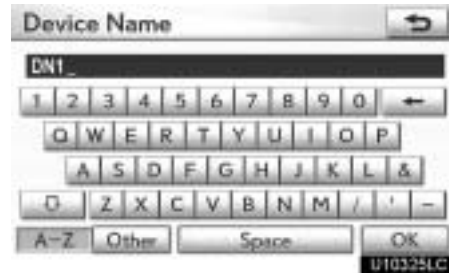 Device Name
DN1_
1 2 3 4 5 6 7 8 9 0 ←
Q W E R T Y U I O P
A S D F G H J K L &
Z X C V B N M / ' -
A-Z Other Space OK
U10325LC